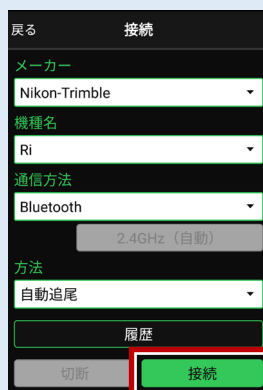 戻る 接続
メーカー
Nikon-Trimble
機種名
Ri
通信方法
Bluetooth
2.4GHz（自動）
方法
自動追尾
履歴
切断 接続